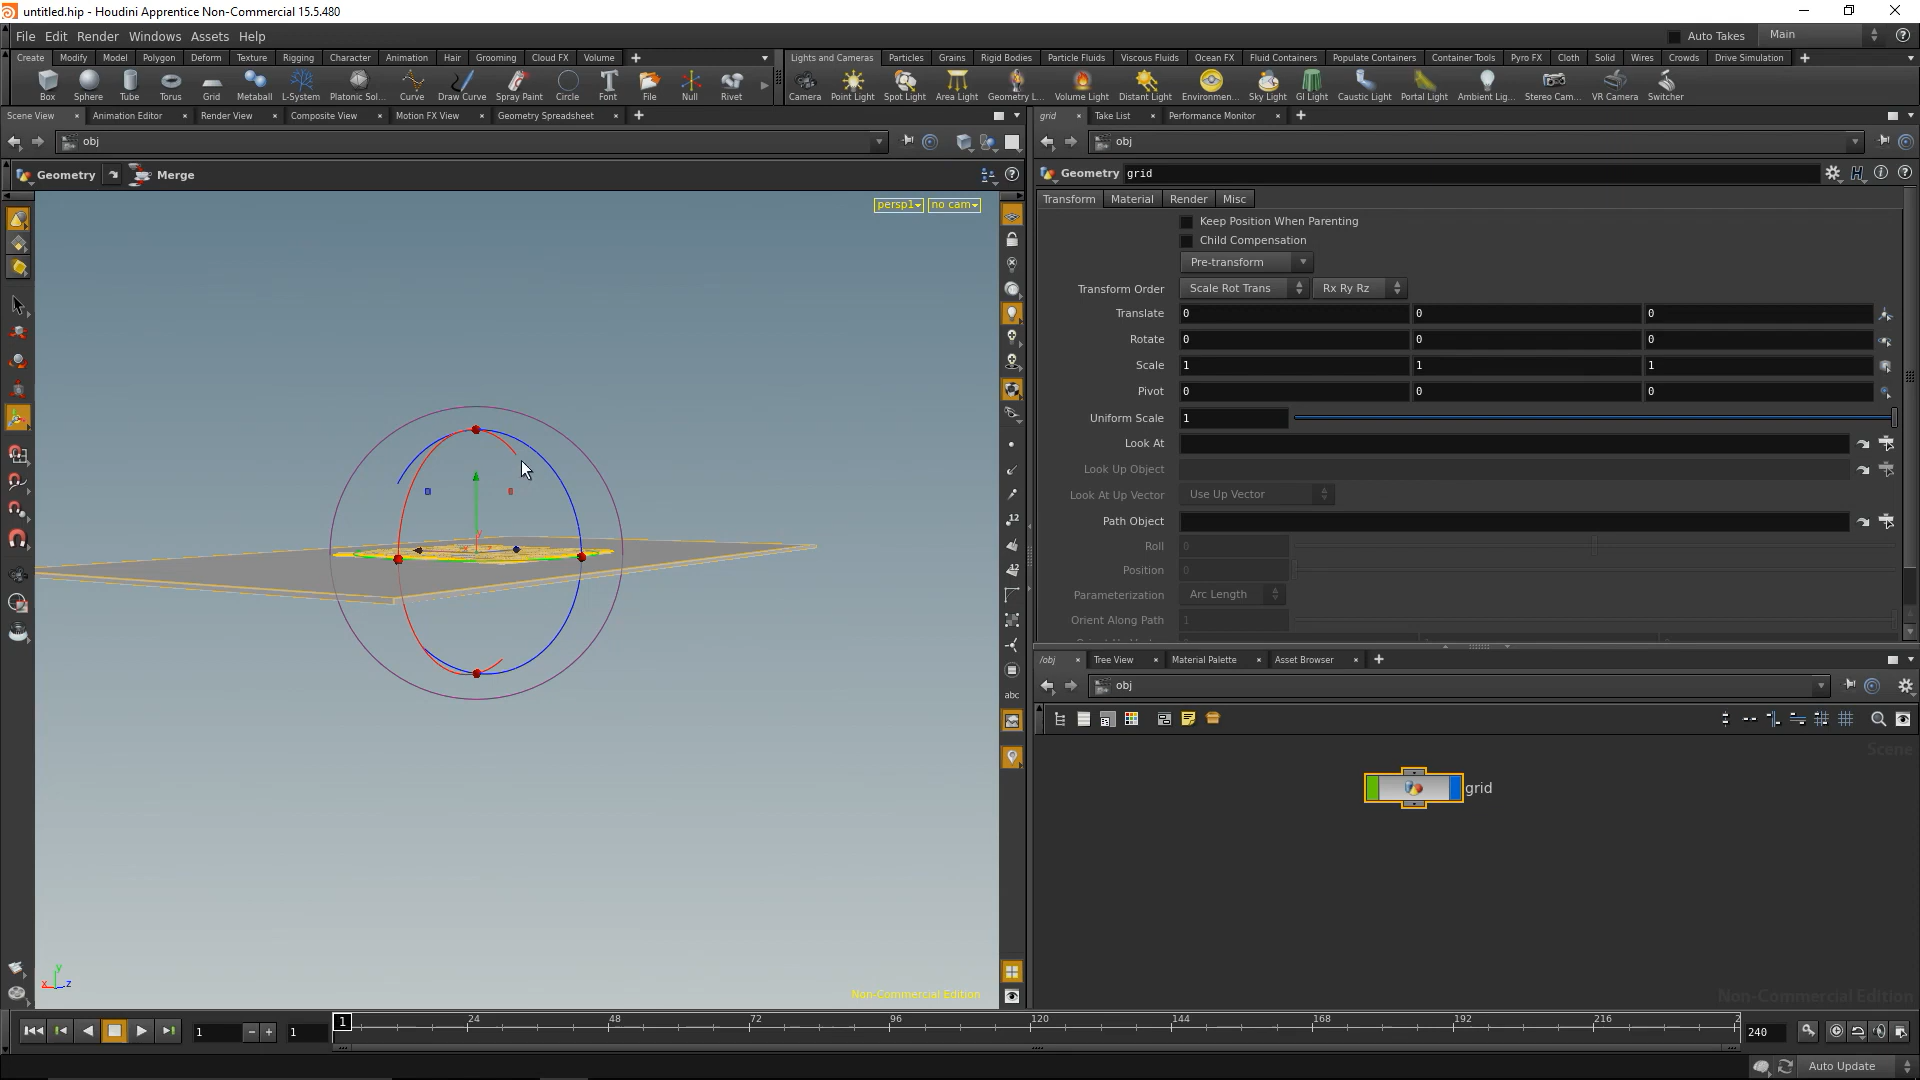 untitled.hip - Houdini Apprentice Non-Commercial 15.5.480
File Edit Render Windows Assets Help
Auto Takes Main
Create Modify Model Polygon Deform Texture Rigging Character Animation Hair Grooming Cloud FX Volume
Lights and Cameras Particles Grains Rigid Bodies Particle Fluids Viscous Fluids Ocean FX Fluid Containers Populate Containers Container Tools Pyro FX Cloth Solid Wires Crowds Drive Simulation
Box Sphere Tube Torus Grid Metaball L-System Platonic Sol... Curve Draw Curve Spray Paint Circle Font File Null Rivet
Camera Point Light Spot Light Area Light Geometry L... Volume Light Distant Light Environmen... Sky Light GI Light Caustic Light Portal Light Ambient Lig... Stereo Cam... VR Camera Switcher
Scene View Animation Editor Render View Composite View Motion FX View Geometry Spreadsheet
grid Take List Performance Monitor
obj
obj
Geometry Merge
Geometry grid
persp1 no cam
Transform Material Render Misc
Keep Position When Parenting
Child Compensation
Pre-transform
Transform Order Scale Rot Trans Rx Ry Rz
Translate 0 0 0
Rotate 0 0 0
Scale 1 1 1
Pivot 0 0 0
Uniform Scale 1
Look At
Look Up Object
Look At Up Vector Use Up Vector
Path Object
Roll 0
Position 0
Parameterization Arc Length
Orient Along Path 1
12
12
abc
/obj Tree View Material Palette Asset Browser
obj
Scene
grid
y
x z
Non-Commercial Edition
Non-Commercial Edition
1 1 1 24 48 72 96 120 144 168 192 216 2 240
Auto Update